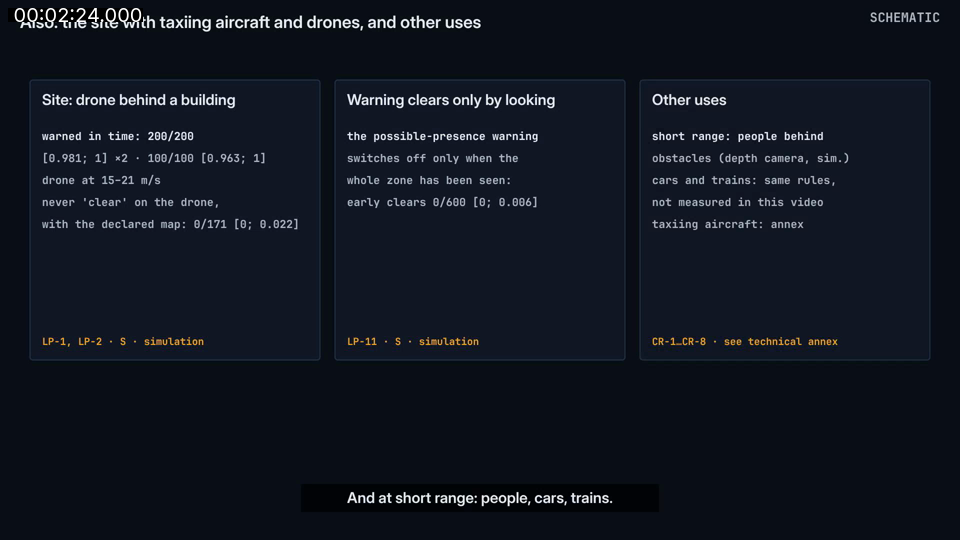 00:02:24.000
Also: the site with taxiing aircraft and drones, and other uses
SCHEMATIC
Site: drone behind a building
warned in time: 200/200
[0.981; 1] ×2 · 100/100 [0.963; 1]
drone at 15–21 m/s
never 'clear' on the drone,
with the declared map: 0/171 [0; 0.022]
LP-1, LP-2 · S · simulation
Warning clears only by looking
the possible-presence warning
switches off only when the
whole zone has been seen:
early clears 0/600 [0; 0.006]
LP-11 · S · simulation
Other uses
short range: people behind
obstacles (depth camera, sim.)
cars and trains: same rules,
not measured in this video
taxiing aircraft: annex
CR-1…CR-8 · see technical annex
And at short range: people, cars, trains.